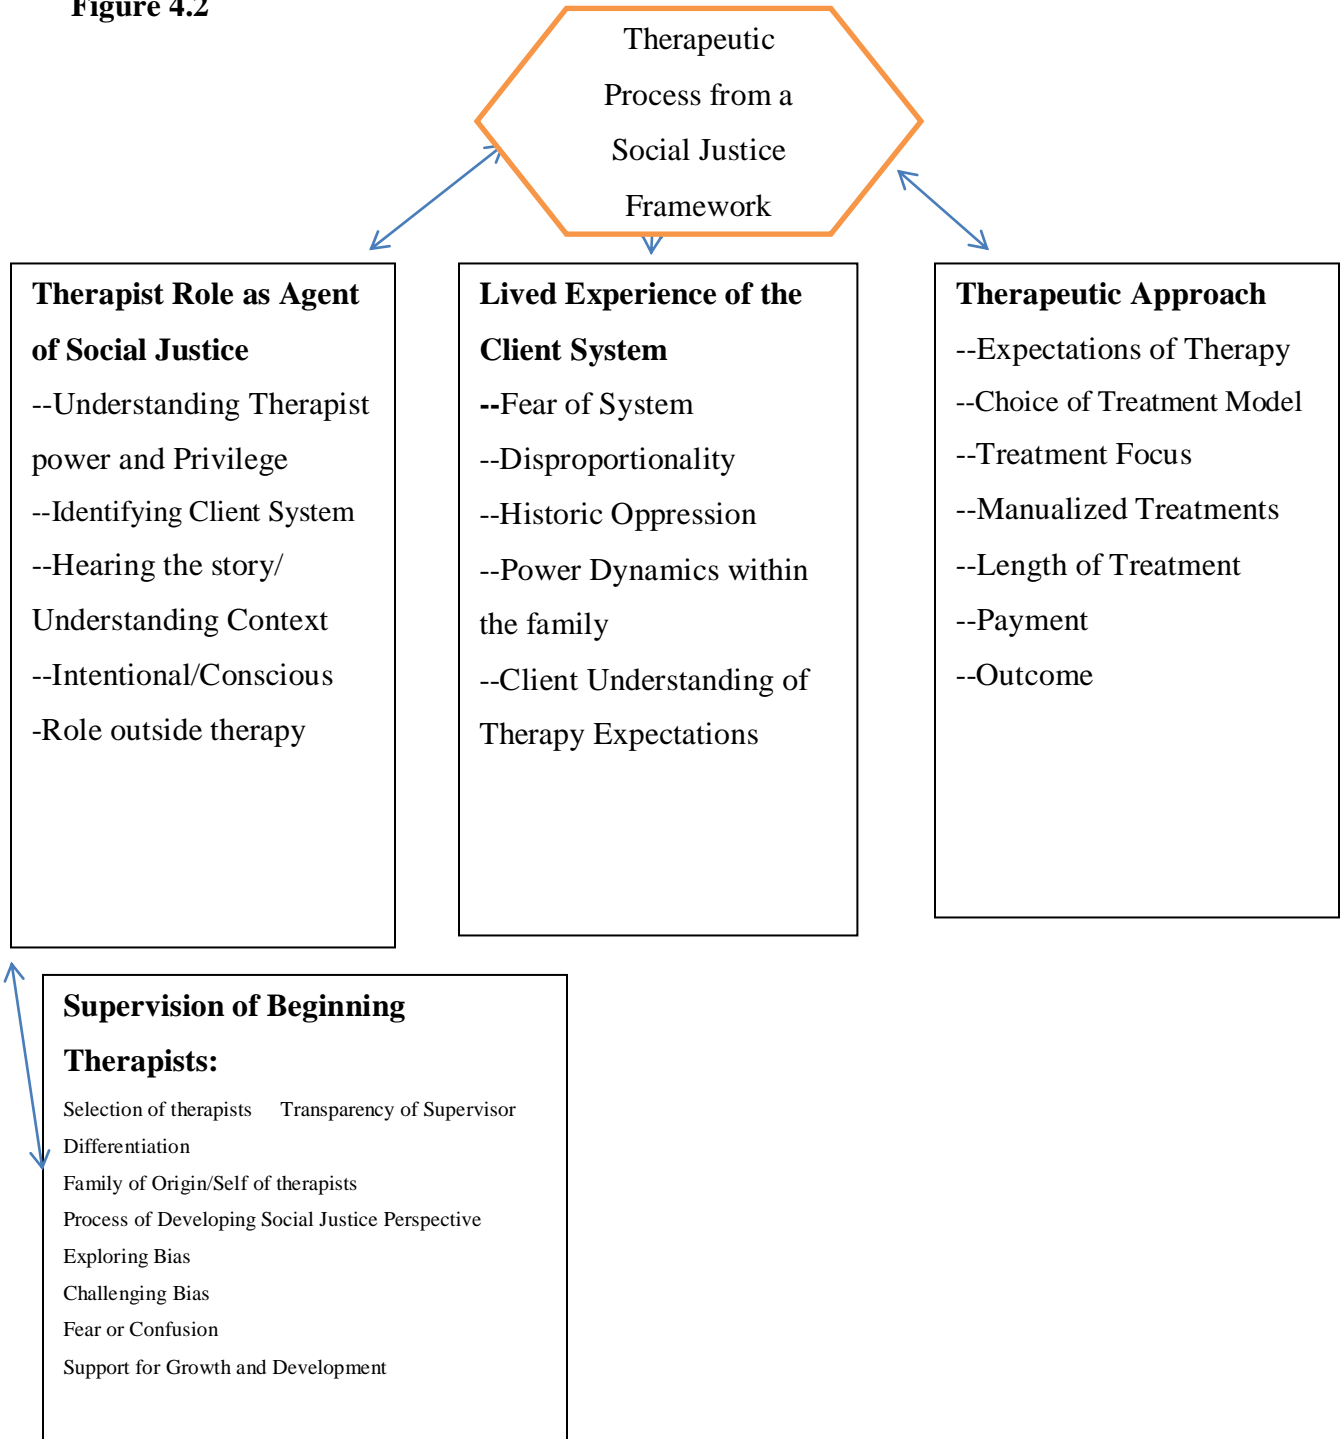 Figure 4.2
Therapeutic
Process from a
Social Justice
Framework
Therapist Role as Agent
of Social Justice
--Understanding Therapist
power and Privilege
--Identifying Client System
--Hearing the story/
Understanding Context
--Intentional/Conscious
-Role outside therapy
Lived Experience of the
Client System
--Fear of System
--Disproportionality
--Historic Oppression
--Power Dynamics within
the family
--Client Understanding of
Therapy Expectations
Therapeutic Approach
--Expectations of Therapy
--Choice of Treatment Model
--Treatment Focus
--Manualized Treatments
--Length of Treatment
--Payment
--Outcome
Supervision of Beginning
Therapists:
Selection of therapists Transparency of Supervisor
Differentiation
Family of Origin/Self of therapists
Process of Developing Social Justice Perspective
Exploring Bias
Challenging Bias
Fear or Confusion
Support for Growth and Development